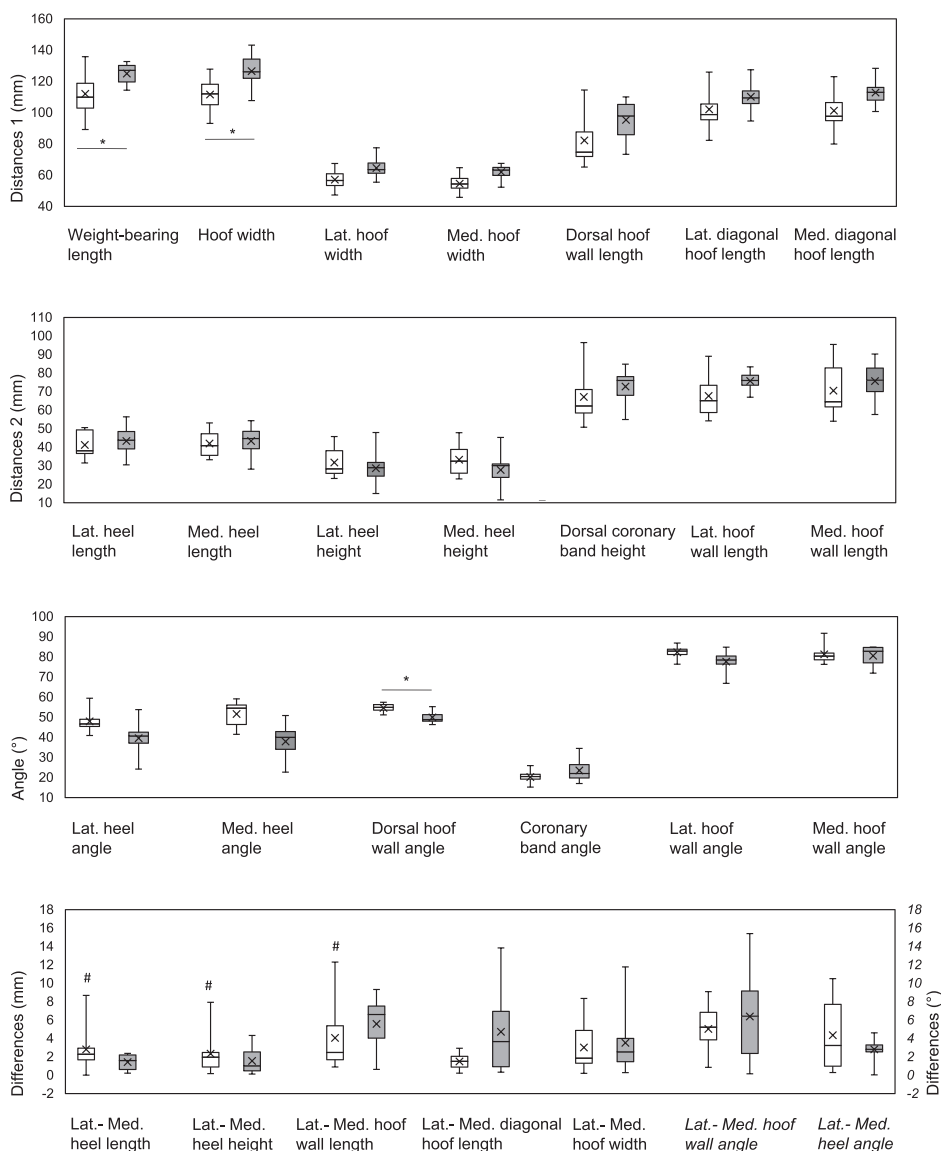 160
140
120
100
80
60
40
Distances 1 (mm)
*
*
Weight-bearing
length
Hoof width
Lat. hoof
width
Med. hoof
width
Dorsal hoof
wall length
Lat. diagonal
hoof length
Med. diagonal
hoof length
110
100
90
80
70
60
50
40
30
20
10
Distances 2 (mm)
Lat. heel
length
Med. heel
length
Lat. heel
height
Med. heel
height
Dorsal coronary
band height
Lat. hoof
wall length
Med. hoof
wall length
100
90
80
70
60
50
40
30
20
10
Angle (°)
*
Lat. heel
angle
Med. heel
angle
Dorsal hoof
wall angle
Coronary
band angle
Lat. hoof
wall angle
Med. hoof
wall angle
18
16
14
12
10
8
6
4
2
0
-2
Differences (mm)
#
#
#
18
16
14
12
10
8
6
4
2
0
-2
Differences (°)
Lat.- Med.
heel length
Lat.- Med.
heel height
Lat.- Med. hoof
wall length
Lat.- Med. diagonal
hoof length
Lat.- Med.
hoof width
Lat.- Med. hoof
wall angle
Lat.- Med.
heel angle